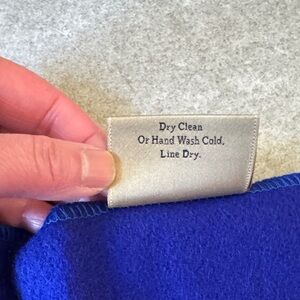 Dry Clean
Or Hand Wash Cold,
Line Dry.